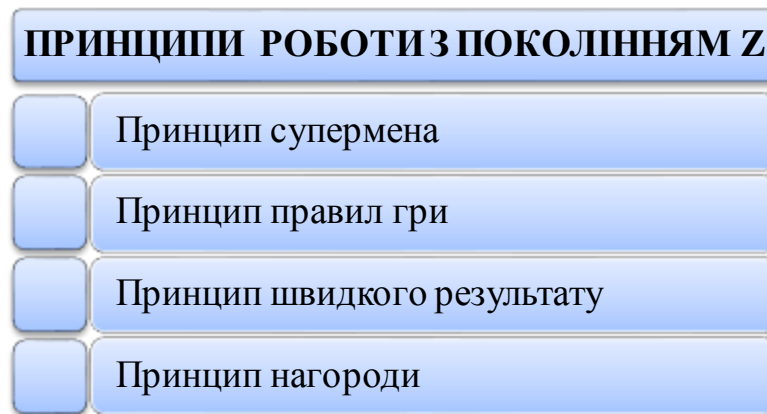 ПРИНЦИПИ РОБОТИ З ПОКОЛІННЯМ Z
Принцип супермена
Принцип правил гри
Принцип швидкого результату
Принцип нагороди